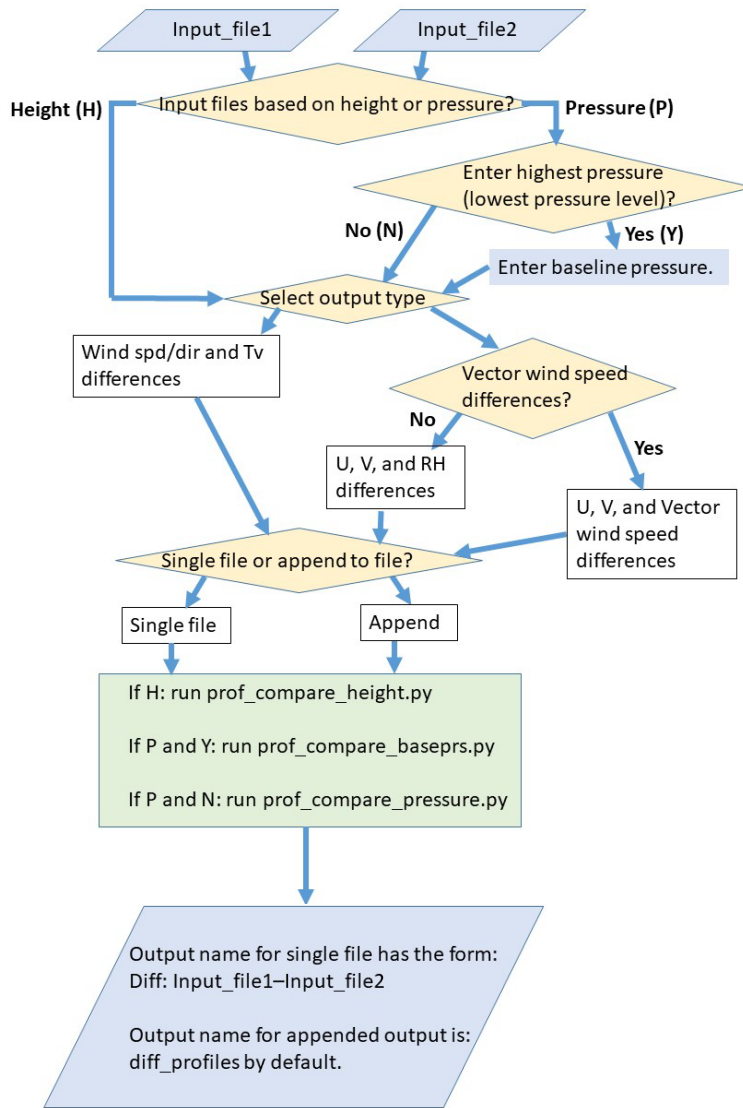 Input_file1
Input_file2
Input files based on height or pressure?
Height (H)
Pressure (P)
Enter highest pressure
(lowest pressure level)?
No (N)
Yes (Y)
Enter baseline pressure.
Select output type
Wind spd/dir and Tv
differences
Vector wind speed
differences?
No
Yes
U, V, and RH
differences
U, V, and Vector
wind speed
differences
Single file or append to file?
Single file
Append
If H: run prof_compare_height.py
If P and Y: run prof_compare_baseprs.py
If P and N: run prof_compare_pressure.py
Output name for single file has the form:
Diff: Input_file1–Input_file2
Output name for appended output is:
diff_profiles by default.